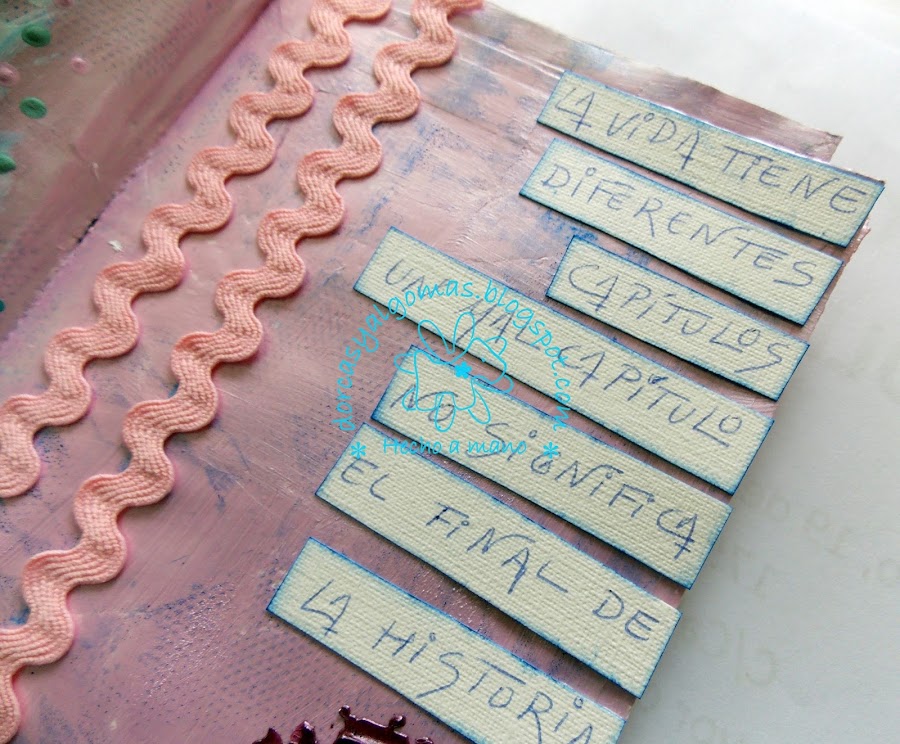 LA ViDA TIENE
DIFERENTES
CAPÍTULOS
UN MAL CAPÍTULO
NO SIGNiFiCA
EL FiNAL DE
LA HiSTORiA
dorcasyalgomas.blogspot.com
* Hecho a mano *